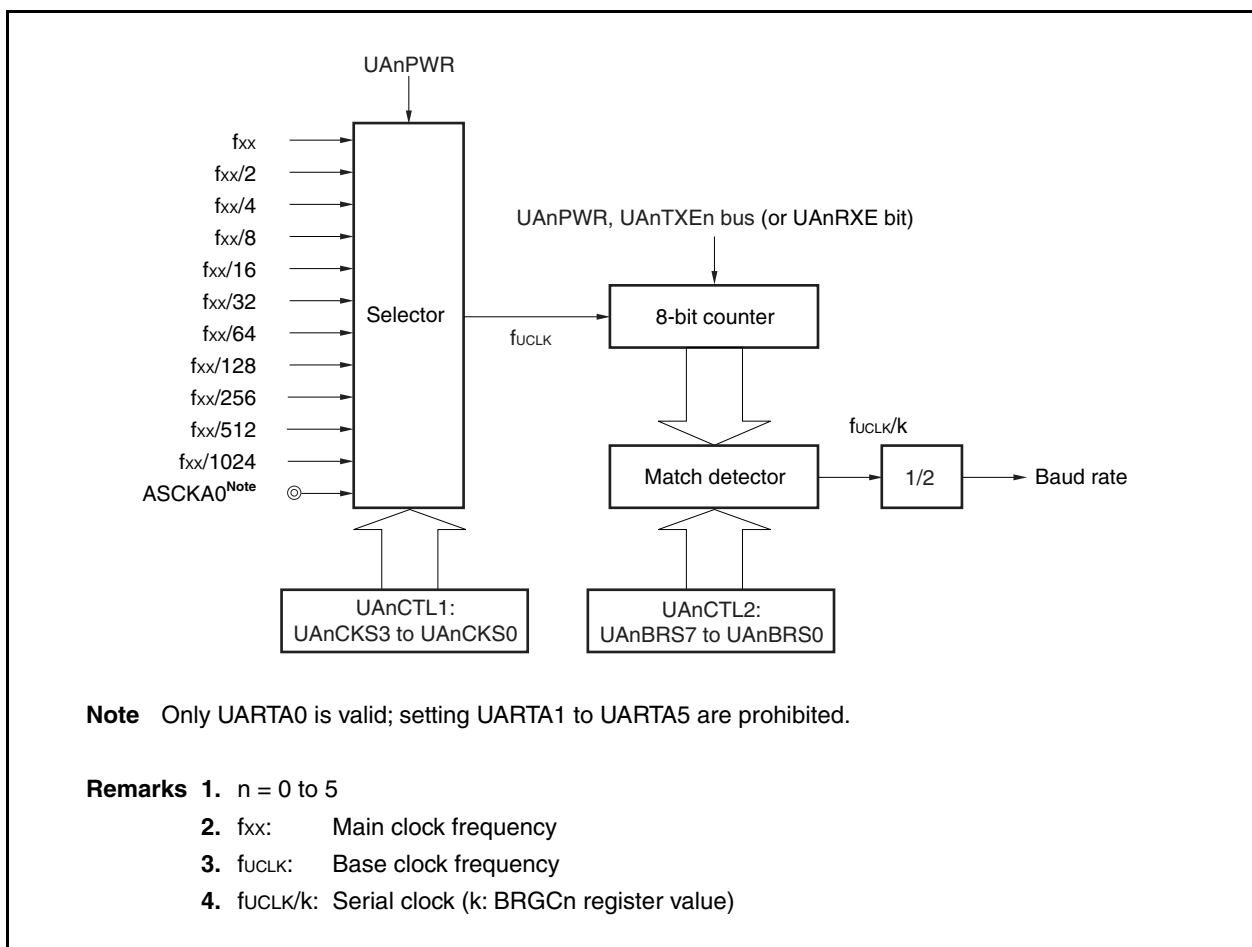 UAnPWR
fxx
fxx/2
fxx/4
fxx/8
fxx/16
fxx/32
fxx/64
fxx/128
fxx/256
fxx/512
fxx/1024
ASCKA0Note
Selector
fUCLK
UAnPWR, UAnTXEn bus (or UAnRXE bit)
8-bit counter
Match detector
fUCLK/k
1/2
Baud rate
UAnCTL1:
UAnCKS3 to UAnCKS0
UAnCTL2:
UAnBRS7 to UAnBRS0
Note Only UARTA0 is valid; setting UARTA1 to UARTA5 are prohibited.
Remarks 1. n = 0 to 5
2. fxx: Main clock frequency
3. fUCLK: Base clock frequency
4. fUCLK/k: Serial clock (k: BRGCn register value)